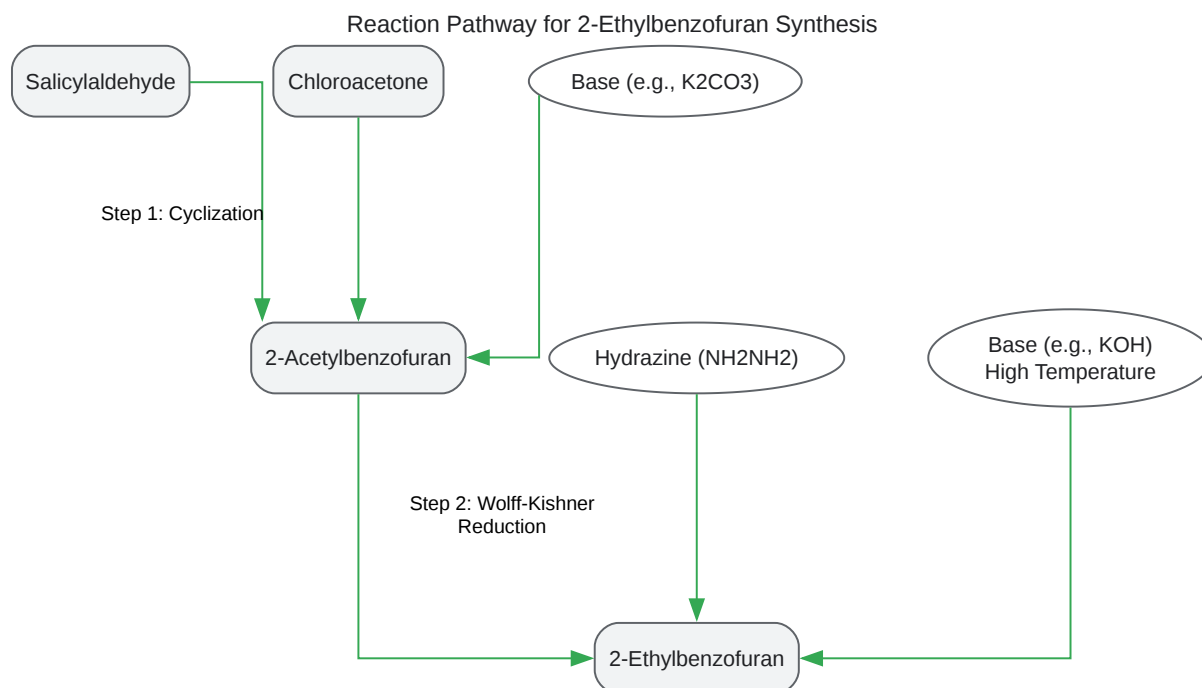 Reaction Pathway for 2-Ethylbenzofuran Synthesis
Salicylaldehyde
Chloroacetone
Base (e.g., K2CO3)
Step 1: Cyclization
2-Acetylbenzofuran
Hydrazine (NH2NH2)
Base (e.g., KOH)
High Temperature
Step 2: Wolff-Kishner
Reduction
2-Ethylbenzofuran